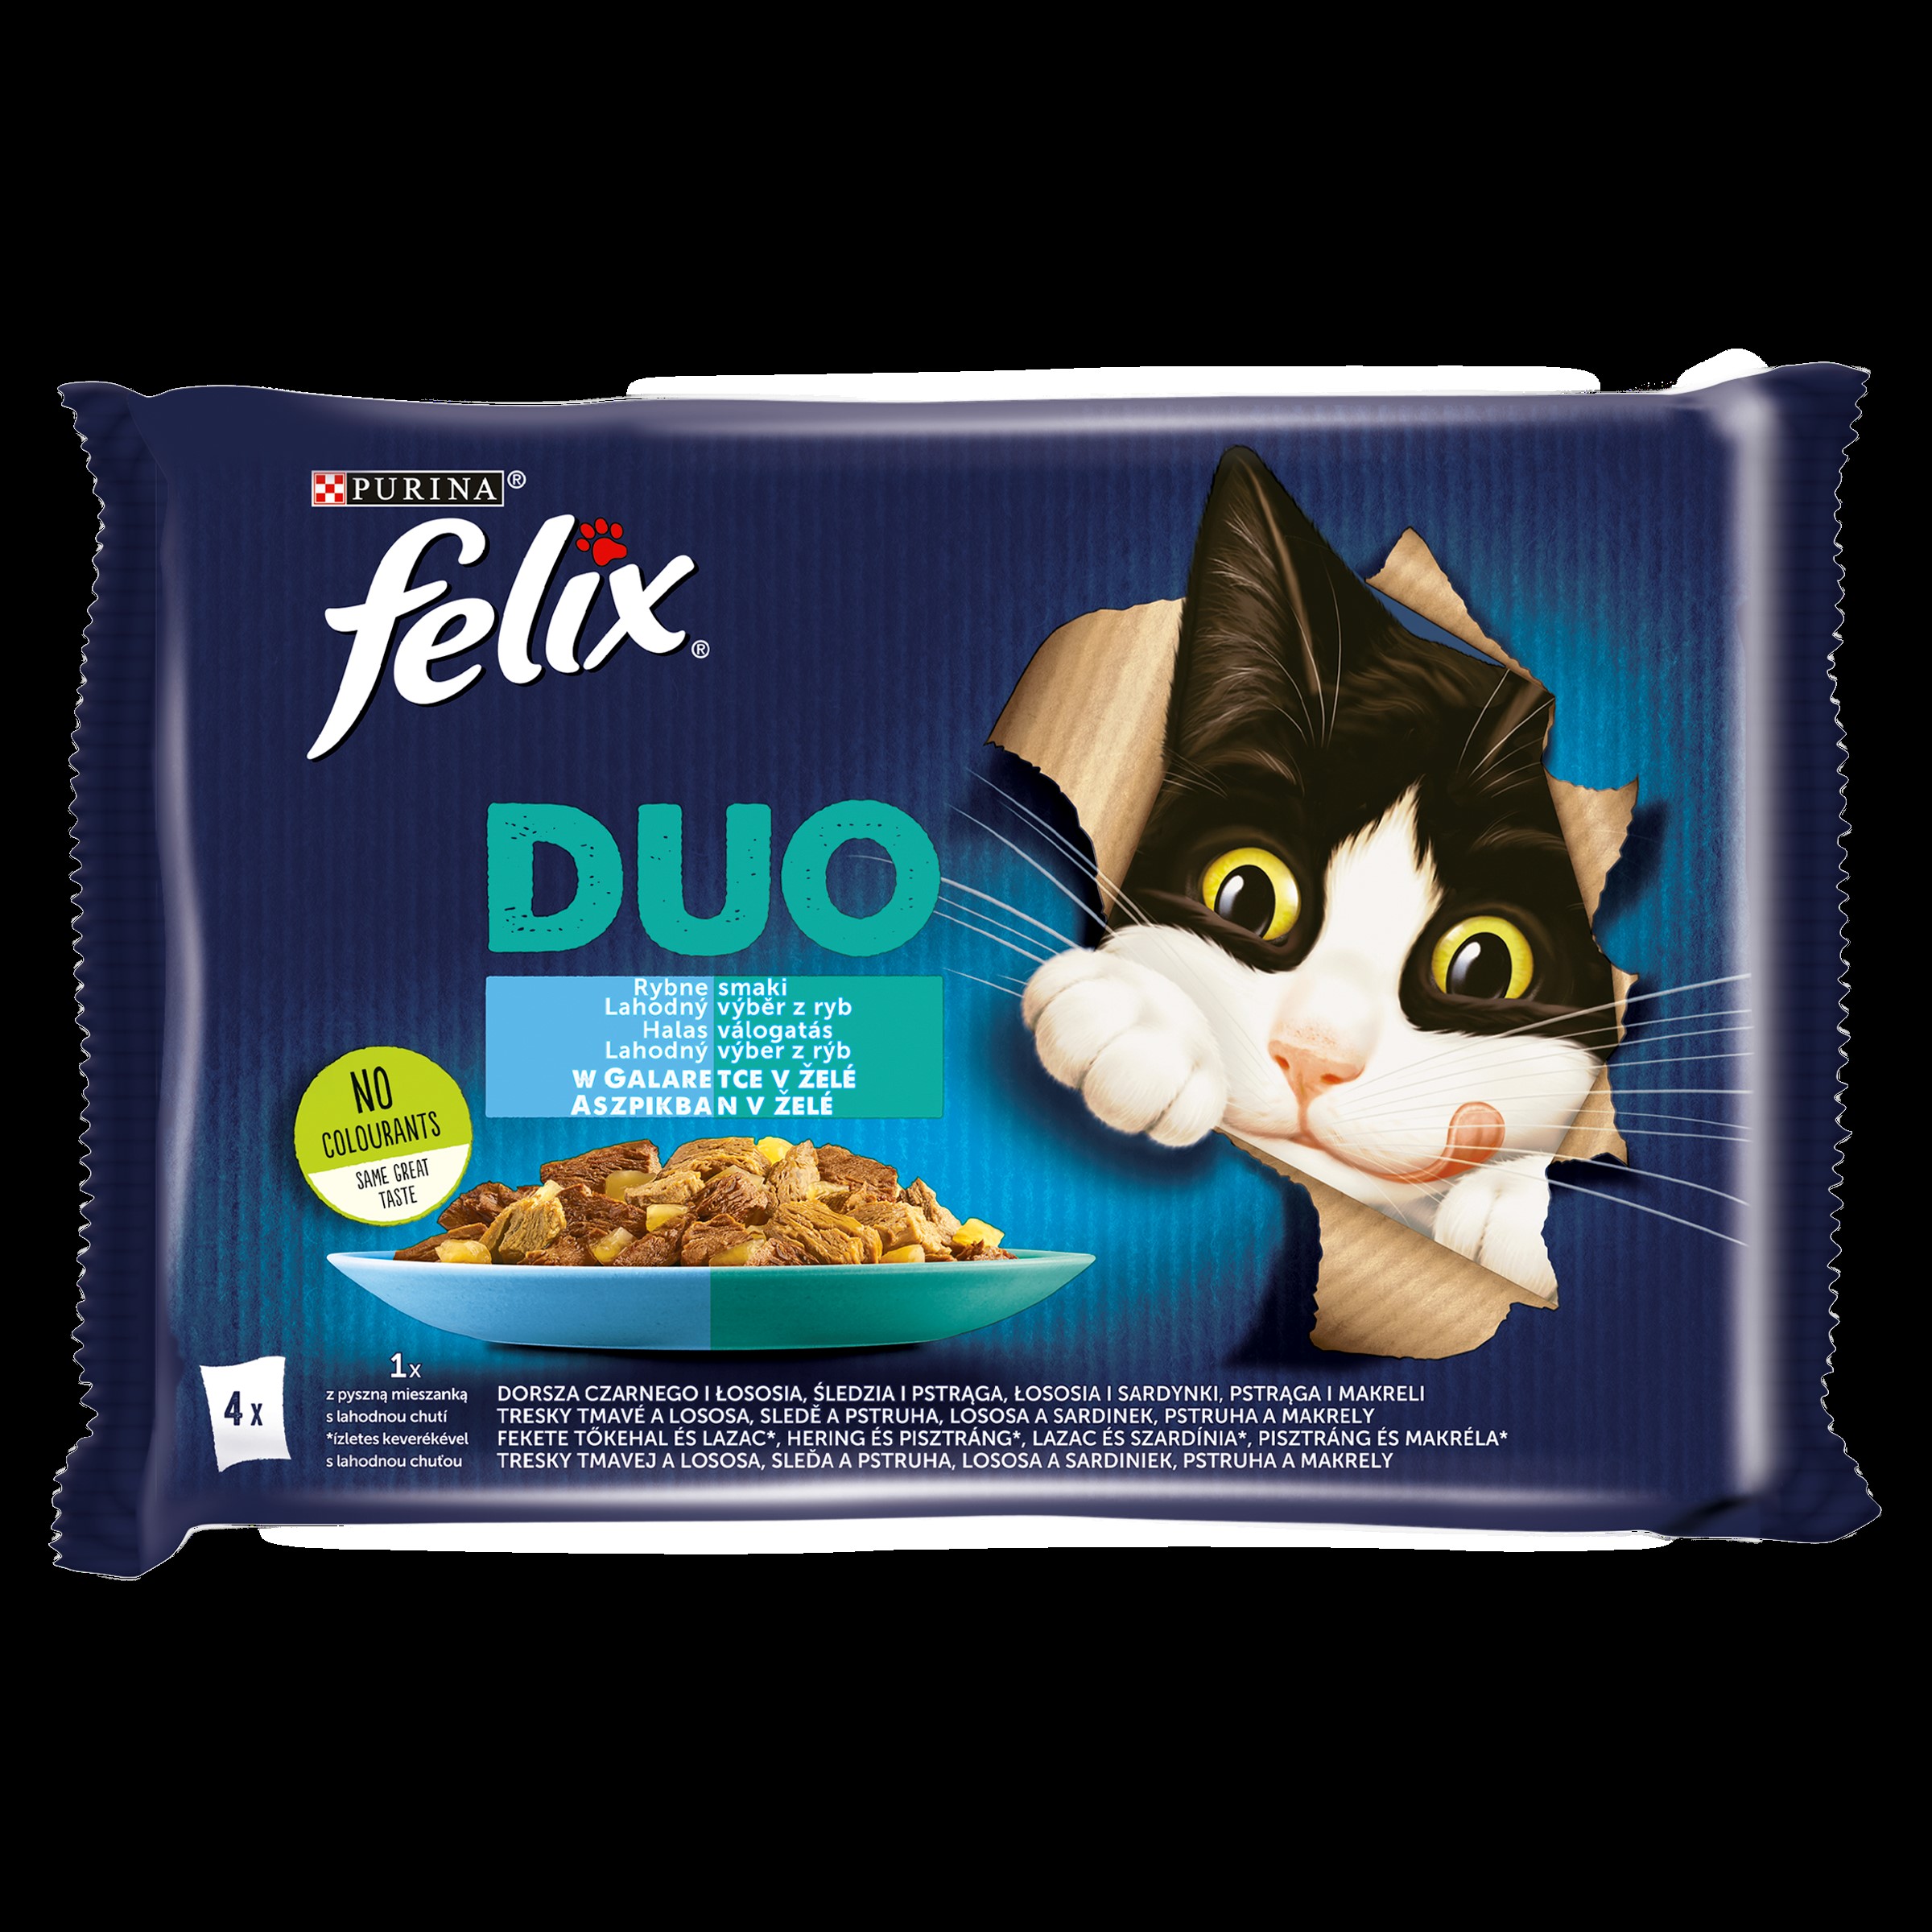 PURINA®
felix®
DUO
Rybne smaki
Lahodný výběr z ryb
Halas válogatás
Lahodný výber z rýb
W GALARETCE V ŽELÉ
ASZPIKBAN V ŽELÉ
NO
COLOURANTS
SAME GREAT
TASTE
4 x
1x
z pyszną mieszanką DORSZA CZARNEGO I ŁOSOSIA, ŚLEDZIA I PSTRĄGA, ŁOSOSIA I SARDYNKI, PSTRĄGA I MAKRELI
s lahodnou chutí TRESKY TMAVÉ A LOSOSA, SLEDĚ A PSTRUHA, LOSOSA A SARDINEK, PSTRUHA A MAKRELY
*ízletes keverékével FEKETE TŐKEHAL ÉS LAZAC*, HERING ÉS PISZTRÁNG*, LAZAC ÉS SZARDÍNIA*, PISZTRÁNG ÉS MAKRÉLA*
s lahodnou chuťou TRESKY TMAVEJ A LOSOSA, SLEĎA A PSTRUHA, LOSOSA A SARDINIEK, PSTRUHA A MAKRELY